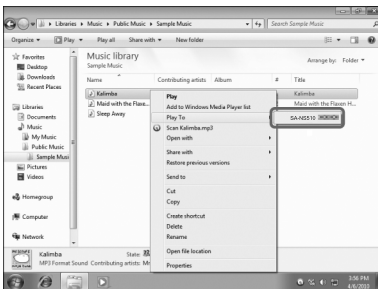 Libraries ▸ Music ▸ Public Music ▸ Sample Music
Search Sample Music
Organize
Play
Play all
Share with
New folder
Favorites
Desktop
Downloads
Recent Places
Libraries
Documents
Music
My Music
Public Music
Sample Musi
Pictures
Videos
Homegroup
Computer
Network
Music library
Sample Music
Arrange by: Folder
Name
Contributing artists
Album
#
Title
Kalimba
Maid with the Flaxe...
Sleep Away
Kalimba
Maid with the Flaxen H...
Play
Add to Windows Media Player list
Play To
Scan Kalimba.mp3
Open with
Share with
Restore previous versions
Send to
Cut
Copy
Create shortcut
Delete
Rename
Open file location
Properties
SA-NS510
Kalimba
State:
MP3 Format Sound
Contributing artists: Mr
3:56 PM